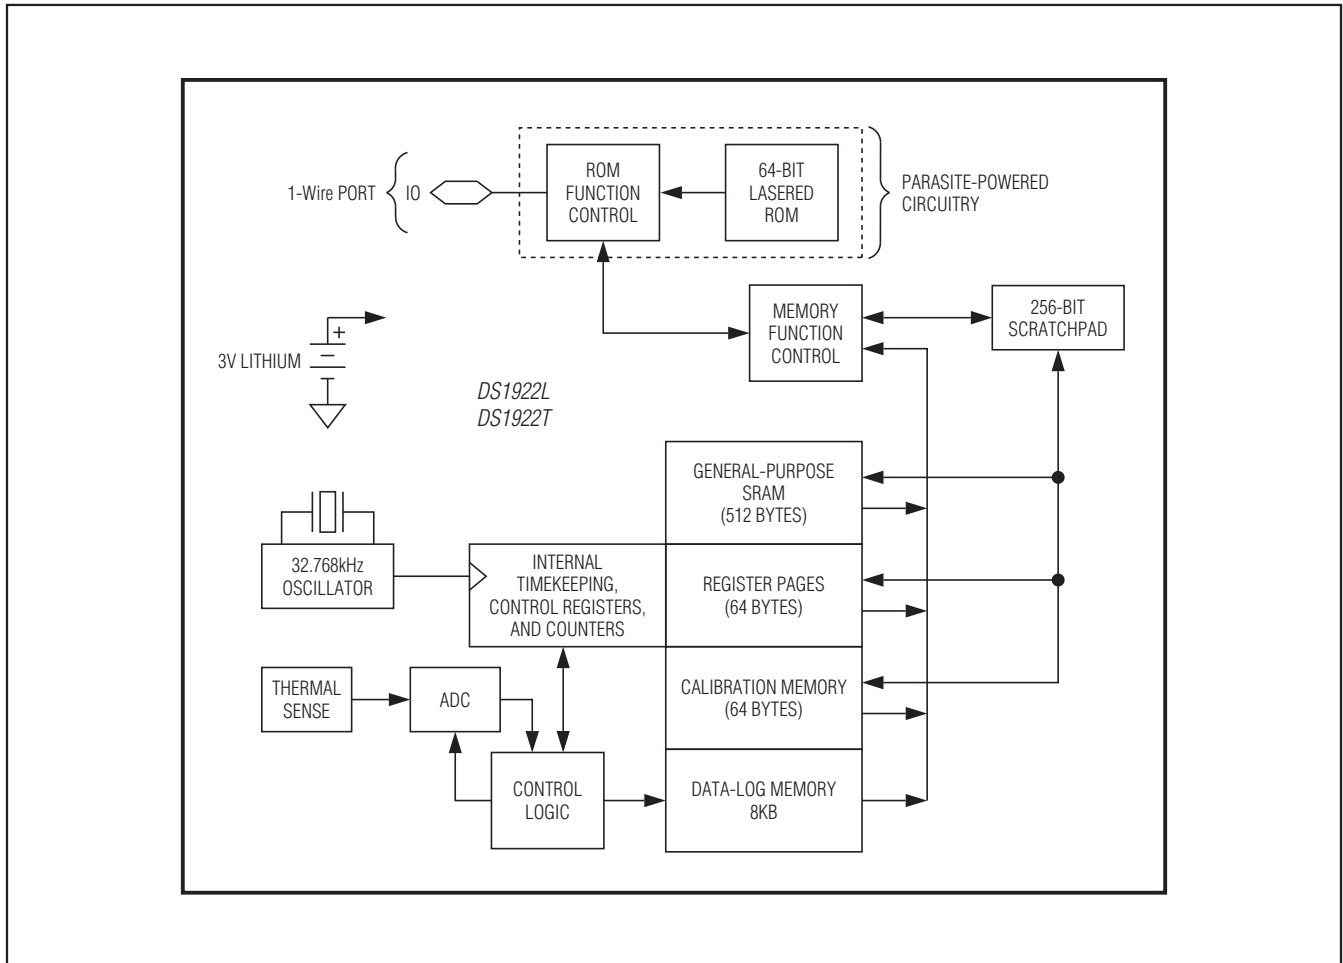 1-Wire PORT
IO
ROM
FUNCTION
CONTROL
64-BIT
LASERED
ROM
PARASITE-POWERED
CIRCUITRY
MEMORY
FUNCTION
CONTROL
256-BIT
SCRATCHPAD
+
3V LITHIUM
DS1922L
DS1922T
GENERAL-PURPOSE
SRAM
(512 BYTES)
32.768kHz
OSCILLATOR
INTERNAL
TIMEKEEPING,
CONTROL REGISTERS,
AND COUNTERS
REGISTER PAGES
(64 BYTES)
THERMAL
SENSE
ADC
CALIBRATION MEMORY
(64 BYTES)
CONTROL
LOGIC
DATA-LOG MEMORY
8KB